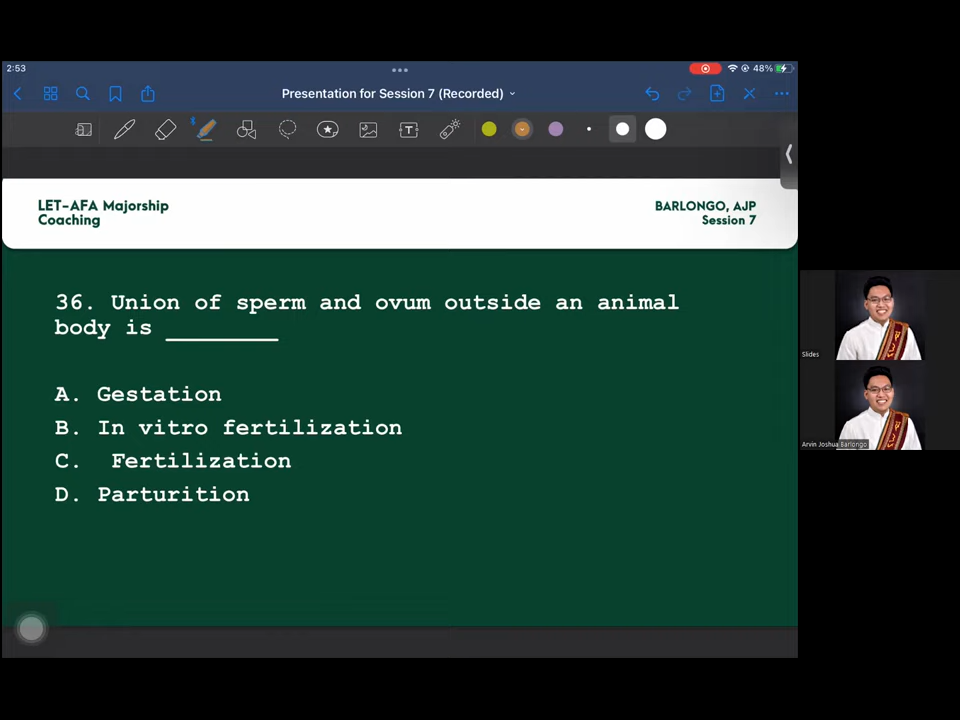 2:53
48%
Presentation for Session 7 (Recorded)
T
LET-AFA Majorship
Coaching
BARLONGO, AJP
Session 7
36. Union of sperm and ovum outside an animal
body is ________
A. Gestation
B. In vitro fertilization
C. Fertilization
D. Parturition
Slides
Arvin Joshua Barlongo